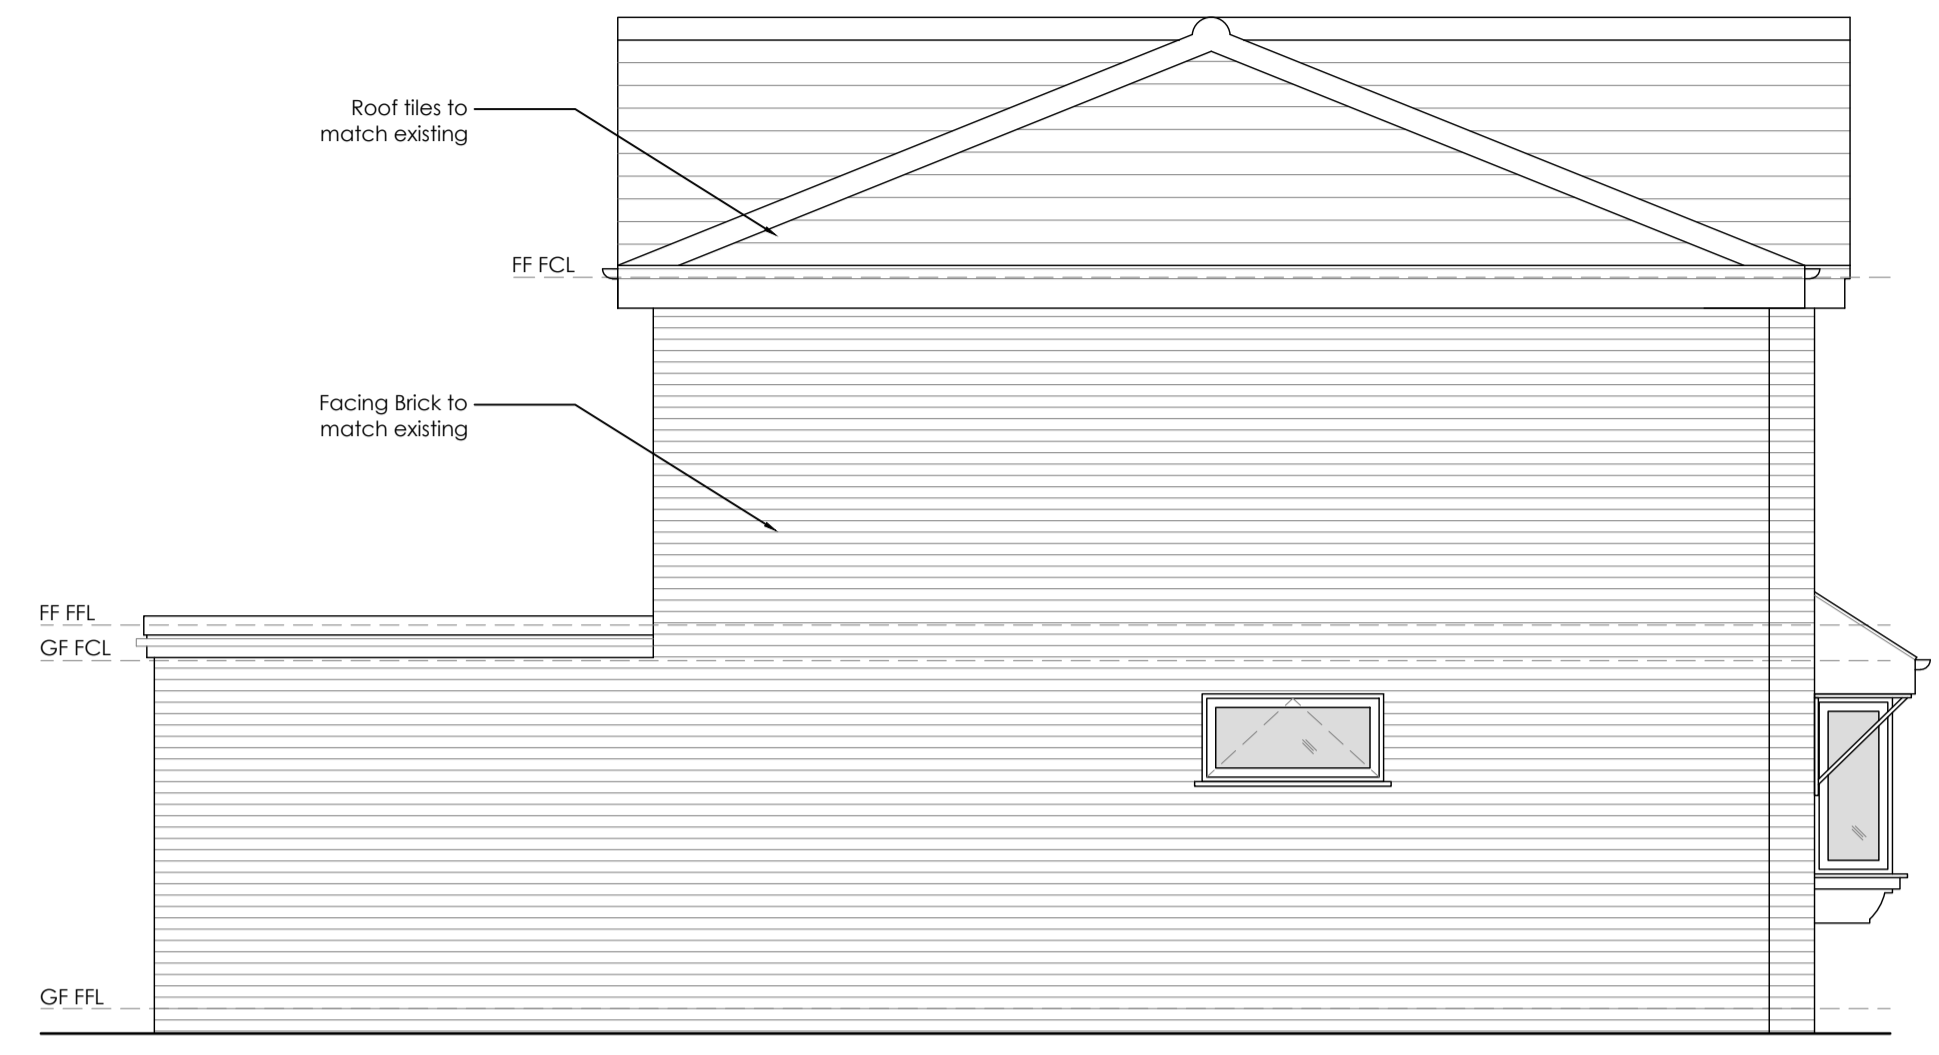 Roof tiles to
match existing
FF FCL
Facing Brick to
match existing
FF FFL
GF FCL
GF FFL